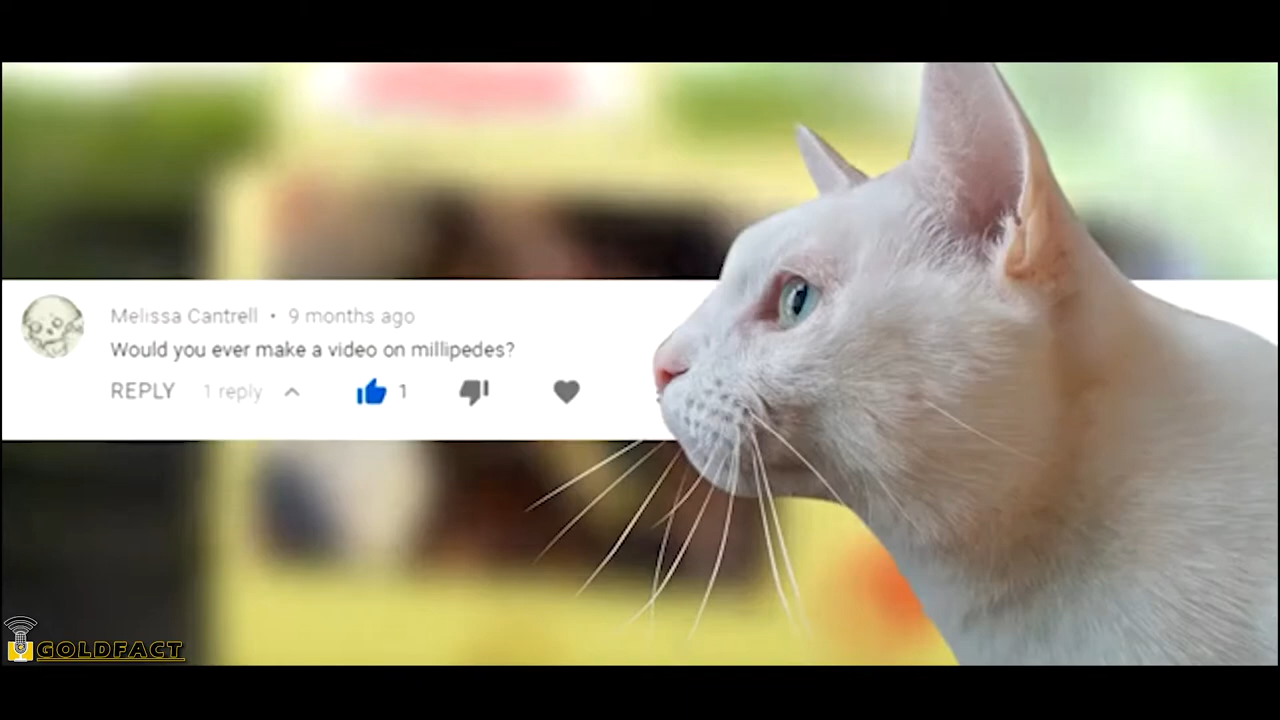 Melissa Cantrell • 9 months ago
Would you ever make a video on millipedes?
REPLY 1 reply 1
GOLDFACT